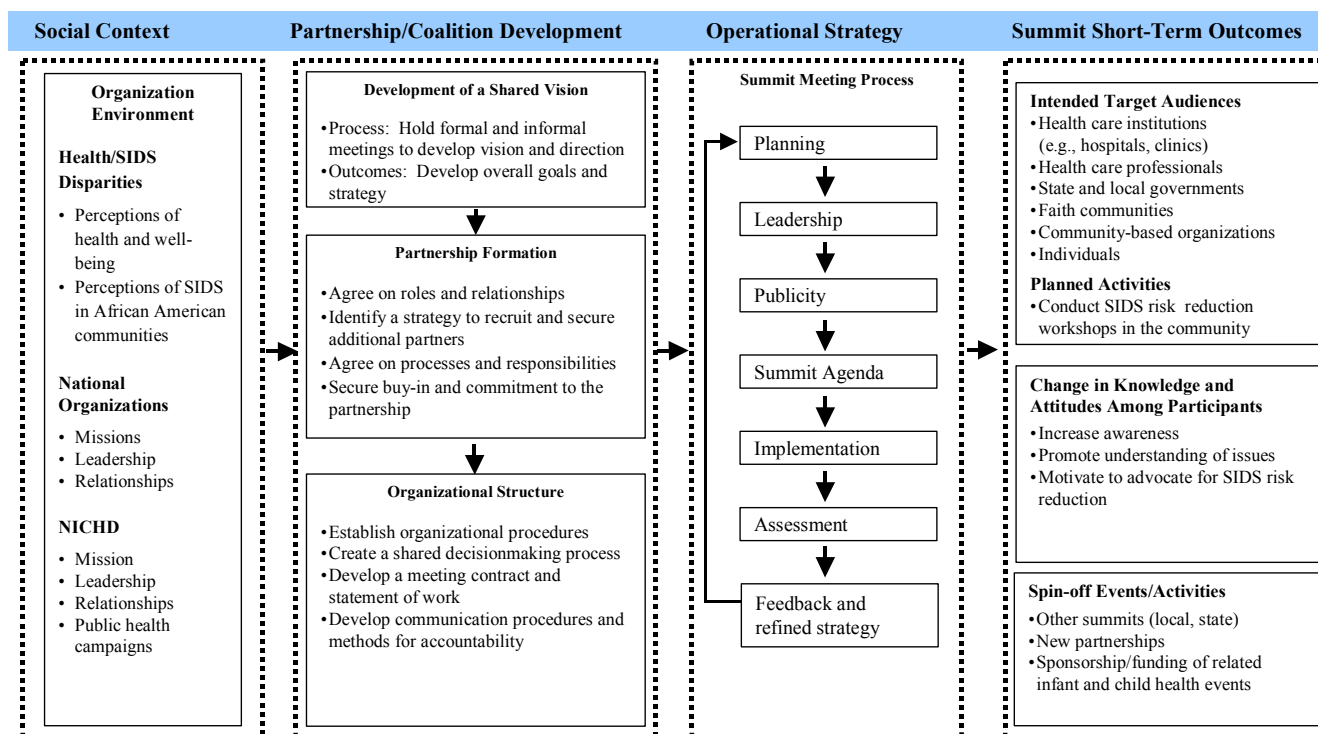 Social Context
Partnership/Coalition Development
Operational Strategy
Summit Short-Term Outcomes
Organization
Environment
Health/SIDS
Disparities
• Perceptions of
health and well-
being
• Perceptions of SIDS
in African American
communities
National
Organizations
• Missions
• Leadership
• Relationships
NICHD
• Mission
• Leadership
• Relationships
• Public health
campaigns
Development of a Shared Vision
•Process: Hold formal and informal
meetings to develop vision and direction
•Outcomes: Develop overall goals and
strategy
Partnership Formation
•Agree on roles and relationships
•Identify a strategy to recruit and secure
additional partners
•Agree on processes and responsibilities
•Secure buy-in and commitment to the
partnership
Organizational Structure
•Establish organizational procedures
•Create a shared decisionmaking process
•Develop a meeting contract and
statement of work
•Develop communication procedures and
methods for accountability
Summit Meeting Process
Planning
Leadership
Publicity
Summit Agenda
Implementation
Assessment
Feedback and
refined strategy
Intended Target Audiences
•Health care institutions
(e.g., hospitals, clinics)
•Health care professionals
•State and local governments
•Faith communities
•Community-based organizations
•Individuals
Planned Activities
•Conduct SIDS risk reduction
workshops in the community
Change in Knowledge and
Attitudes Among Participants
•Increase awareness
•Promote understanding of issues
•Motivate to advocate for SIDS risk
reduction
Spin-off Events/Activities
•Other summits (local, state)
•New partnerships
•Sponsorship/funding of related
infant and child health events